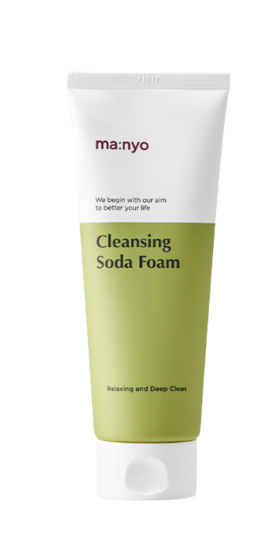 ma:nyo
We begin with our aim
to better your life
Cleansing
Soda Foam
Relaxing and Deep Clean